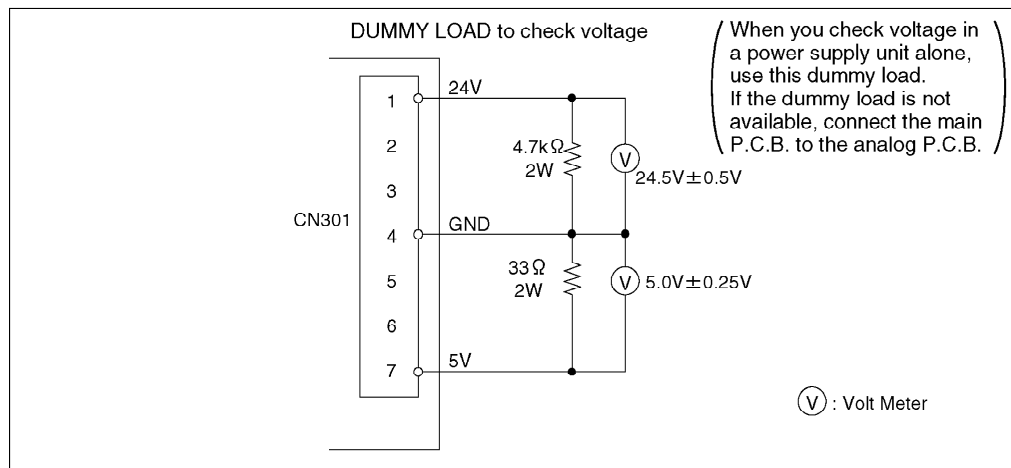 DUMMY LOAD to check voltage
When you check voltage in
a power supply unit alone,
use this dummy load.
If the dummy load is not
available, connect the main
P.C.B. to the analog P.C.B.
CN301
1
2
3
4
5
6
7
24V
GND
5V
4.7kΩ
2W
V
24.5V±0.5V
33Ω
2W
V
5.0V±0.25V
V : Volt Meter